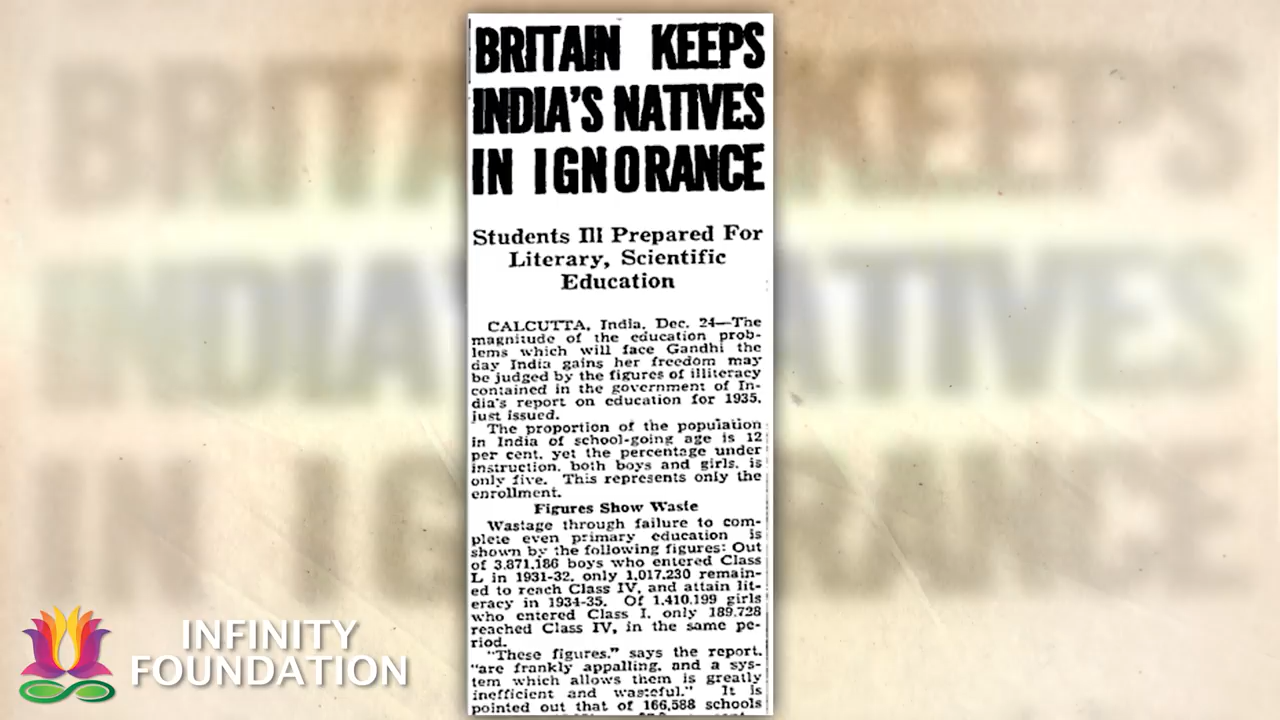 BRITAIN KEEPS
INDIA'S NATIVES
IN IGNORANCE
Students Ill Prepared For
Literary, Scientific
Education
CALCUTTA, India, Dec. 24—The
magnitude of the education prob-
lems which will face Gandhi the
day India gains her freedom may
be judged by the figures of illiteracy
contained in the government of In-
dia's report on education for 1935,
just issued.
The proportion of the population
in India of school-going age is 12
per cent, yet the percentage under
instruction, both boys and girls, is
only five. This represents only the
enrollment.
Figures Show Waste
Wastage through failure to com-
plete even primary education is
shown by the following figures: Out
of 3,871,186 boys who entered Class
L in 1931-32, only 1,017,230 remain-
ed to reach Class IV, and attain lit-
eracy in 1934-35. Of 1,410,199 girls
who entered Class I, only 189,728
reached Class IV, in the same pe-
riod.
"These figures," says the report,
"are frankly appalling, and a sys-
tem which allows them is greatly
inefficient and wasteful." It is
pointed out that of 166,588 schools
INFINITY
FOUNDATION